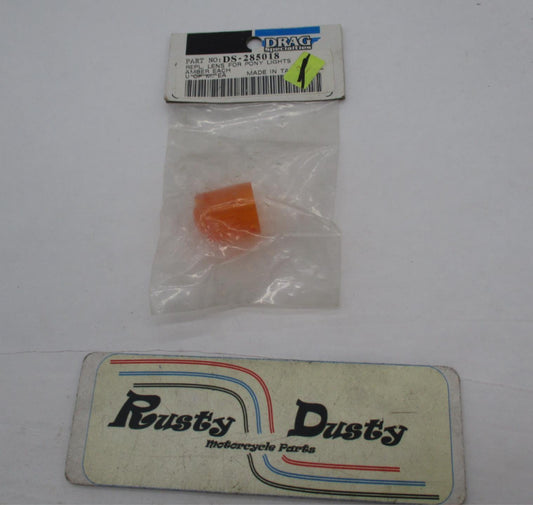 DRAG
Specialties
PART NO: DS-285018
REPL. LENS FOR PONY LIGHTS
AMBER EACH
MADE IN TA
Rusty Dusty
Motorcycle Parts